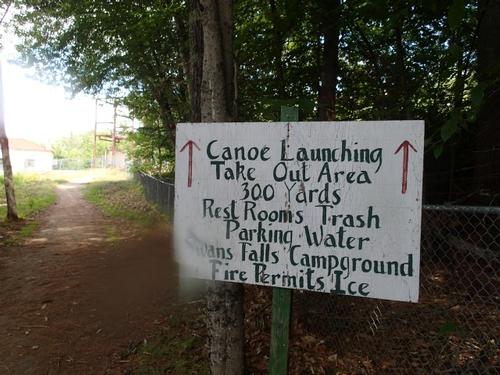 Canoe Launching
Take Out Area
300 Yards
Rest Rooms Trash
Parking Water
Swans Falls Campground
Fire Permits Ice